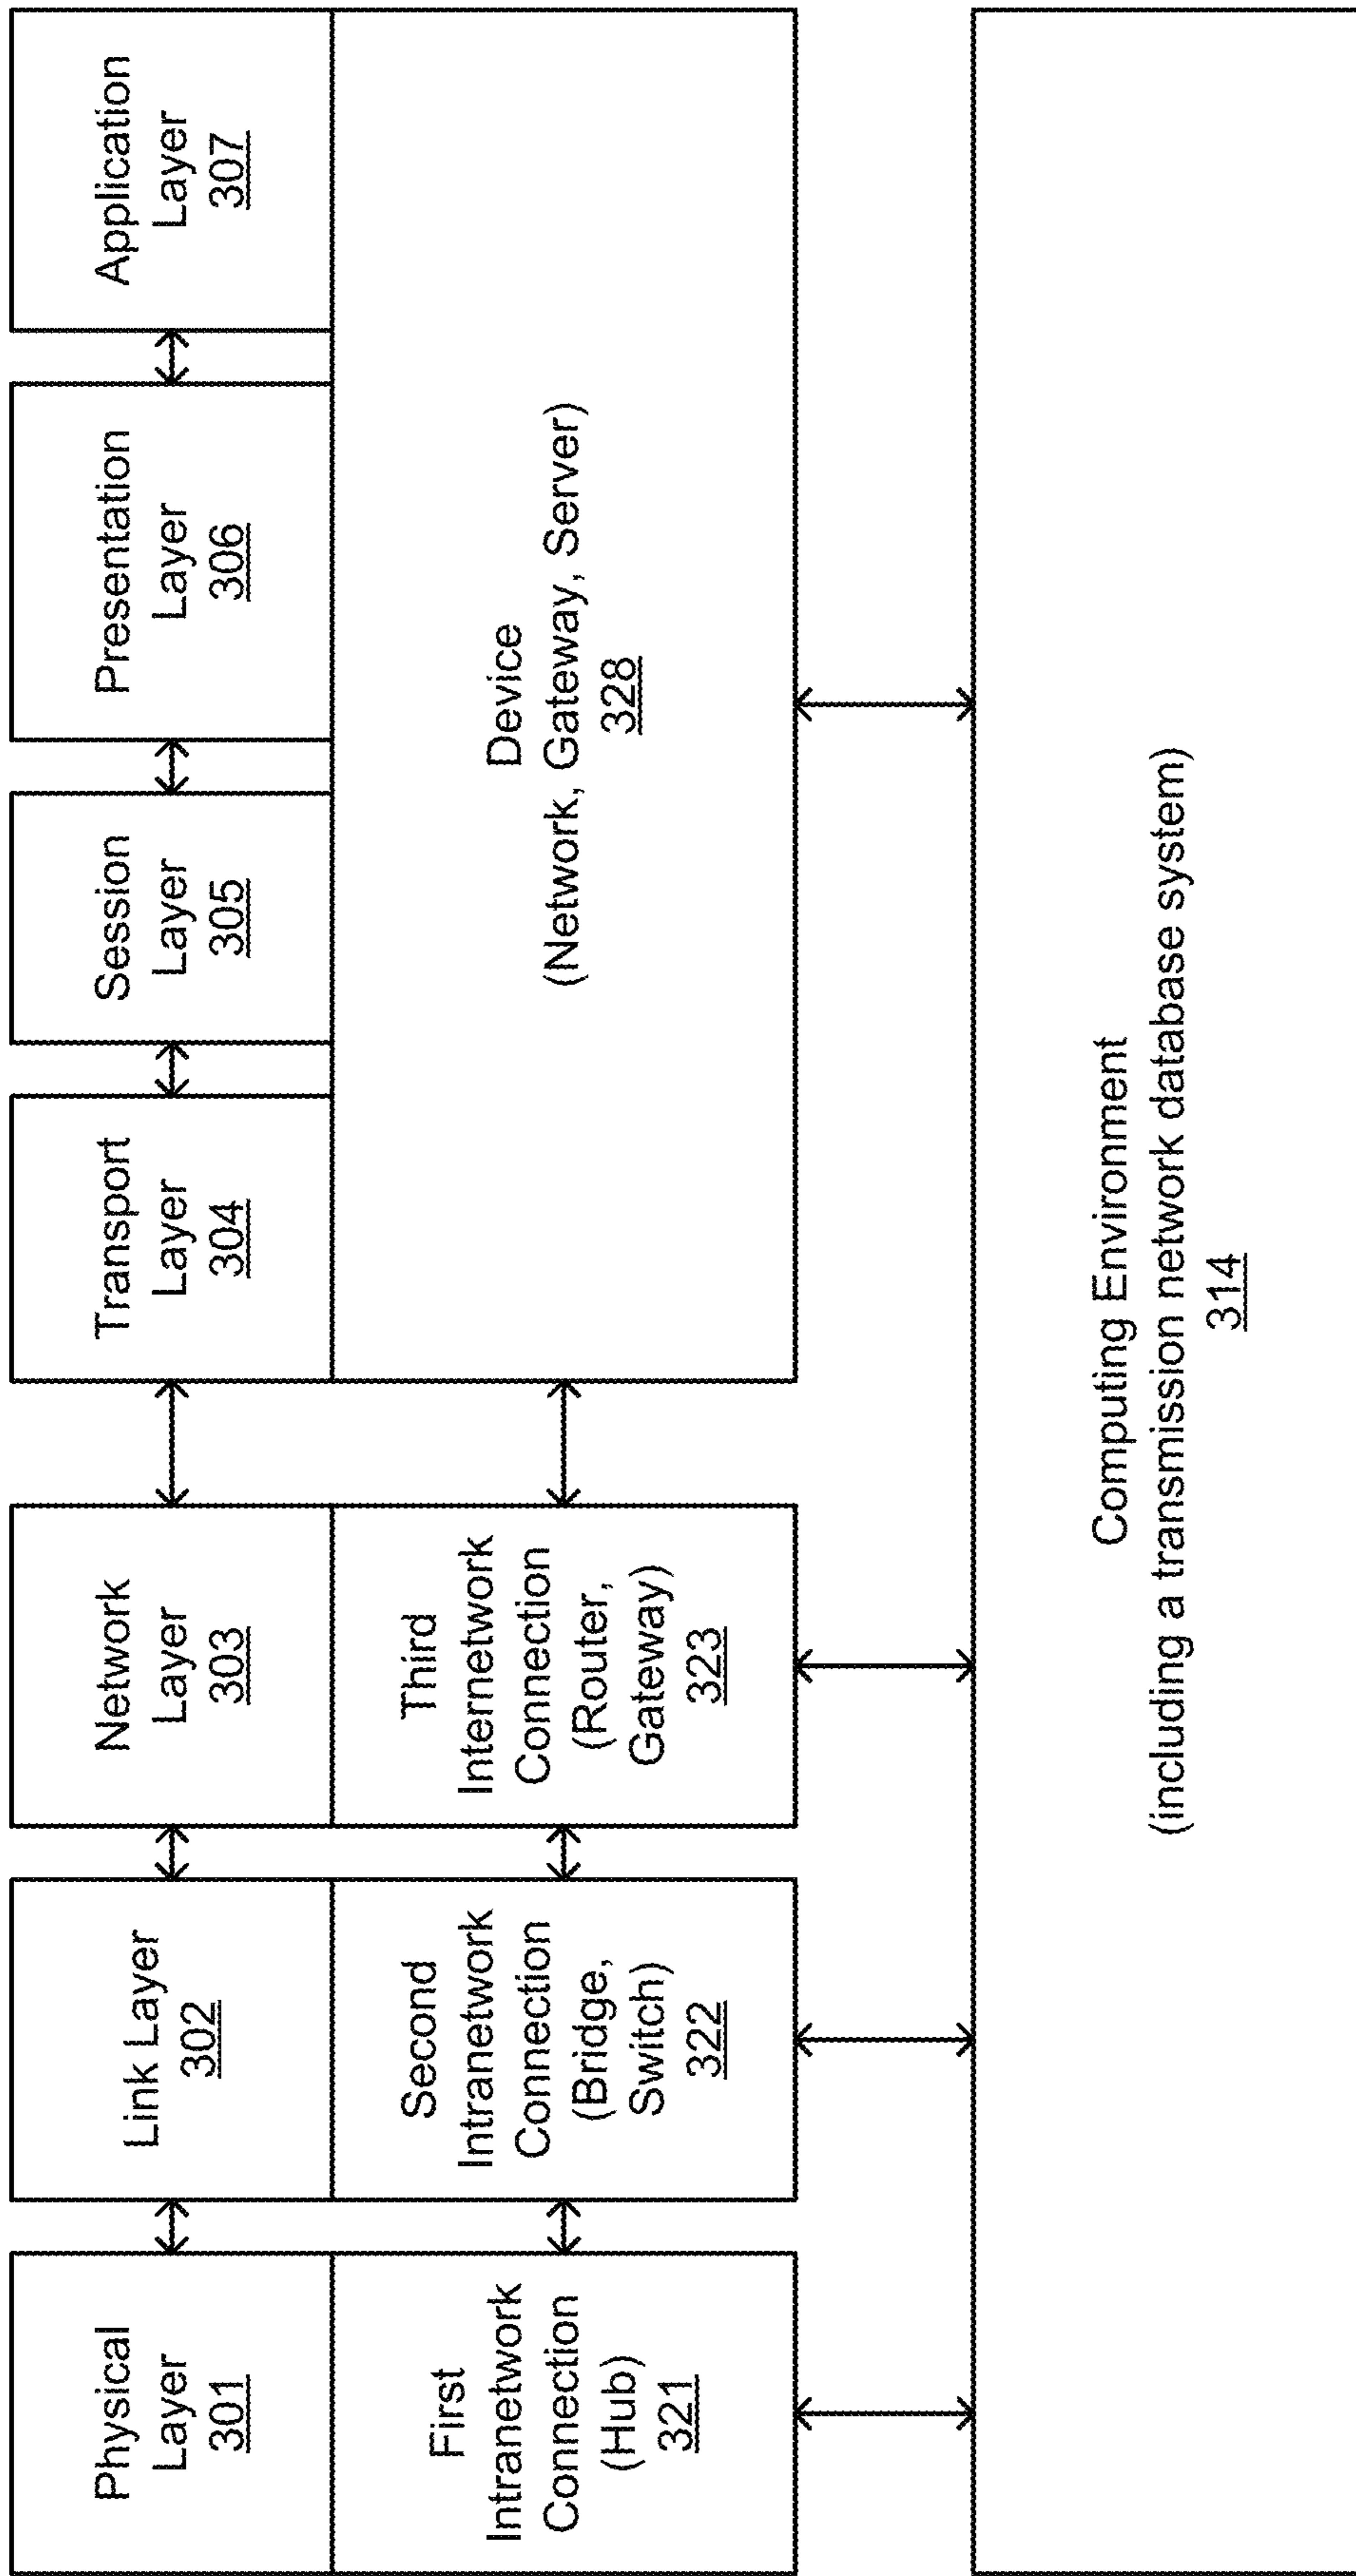 Physical
Layer
301
Link Layer
302
Network
Layer
303
Transport
Layer
304
Session
Layer
305
Presentation
Layer
306
Application
Layer
307
First
Intranetwork
Connection
(Hub)
321
Second
Intranetwork
Connection
(Bridge,
Switch)
322
Third
Internetwork
Connection
(Router,
Gateway)
323
Device
(Network, Gateway, Server)
328
Computing Environment
(including a transmission network database system)
314